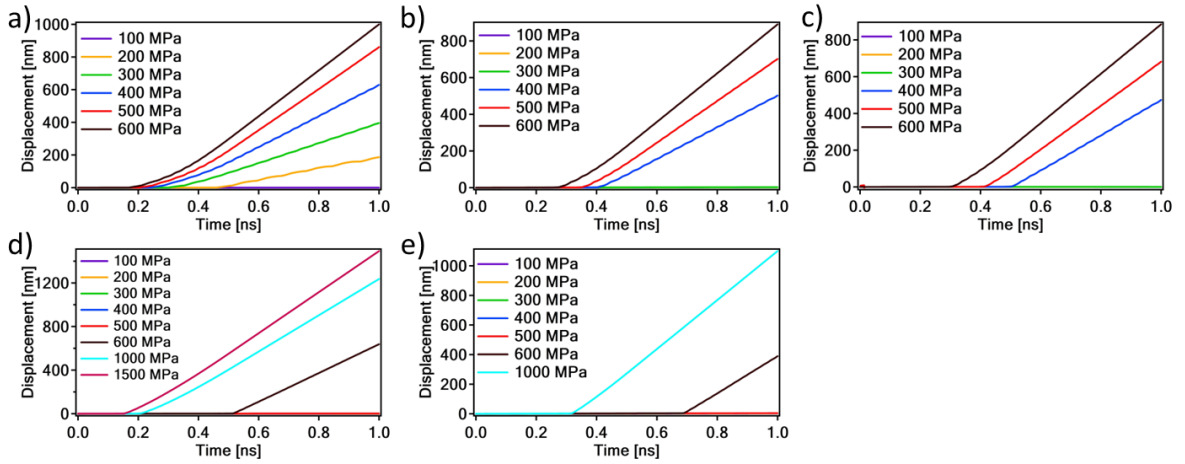 a)
1000
800
600
400
200
0
Displacement [nm]
100 MPa
200 MPa
300 MPa
400 MPa
500 MPa
600 MPa
0.0 0.2 0.4 0.6 0.8 1.0
Time [ns]
b)
800
600
400
200
0
Displacement [nm]
100 MPa
200 MPa
300 MPa
400 MPa
500 MPa
600 MPa
0.0 0.2 0.4 0.6 0.8 1.0
Time [ns]
c)
800
600
400
200
0
Displacement [nm]
100 MPa
200 MPa
300 MPa
400 MPa
500 MPa
600 MPa
0.0 0.2 0.4 0.6 0.8 1.0
Time [ns]
d)
1200
800
400
0
Displacement [nm]
100 MPa
200 MPa
300 MPa
400 MPa
500 MPa
600 MPa
1000 MPa
1500 MPa
0.0 0.2 0.4 0.6 0.8 1.0
Time [ns]
e)
1000
800
600
400
200
0
Displacement [nm]
100 MPa
200 MPa
300 MPa
400 MPa
500 MPa
600 MPa
1000 MPa
0.0 0.2 0.4 0.6 0.8 1.0
Time [ns]